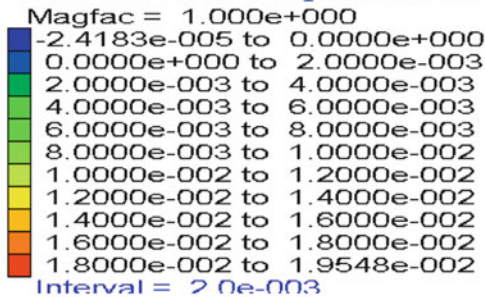 Magfac = 1.000e+000
-2.4183e-005 to 0.0000e+000
0.0000e+000 to 2.0000e-003
2.0000e-003 to 4.0000e-003
4.0000e-003 to 6.0000e-003
6.0000e-003 to 8.0000e-003
8.0000e-003 to 1.0000e-002
1.0000e-002 to 1.2000e-002
1.2000e-002 to 1.4000e-002
1.4000e-002 to 1.6000e-002
1.6000e-002 to 1.8000e-002
1.8000e-002 to 1.9548e-002
Interval = 2.0e-003